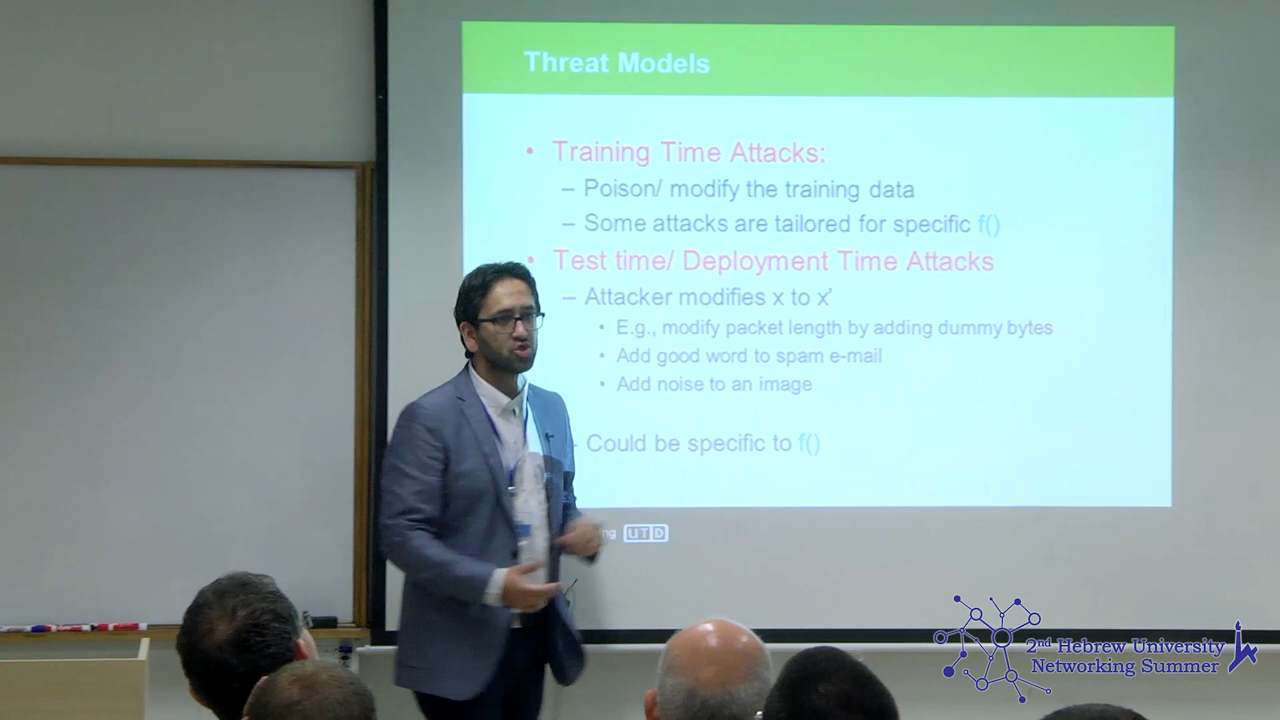 Threat Models
• Training Time Attacks:
– Poison/ modify the training data
– Some attacks are tailored for specific f()
• Test time/ Deployment Time Attacks
– Attacker modifies x to x'
• E.g., modify packet length by adding dummy bytes
• Add good word to spam e-mail
• Add noise to an image
- Could be specific to f()
UTD
2nd Hebrew University
Networking Summer